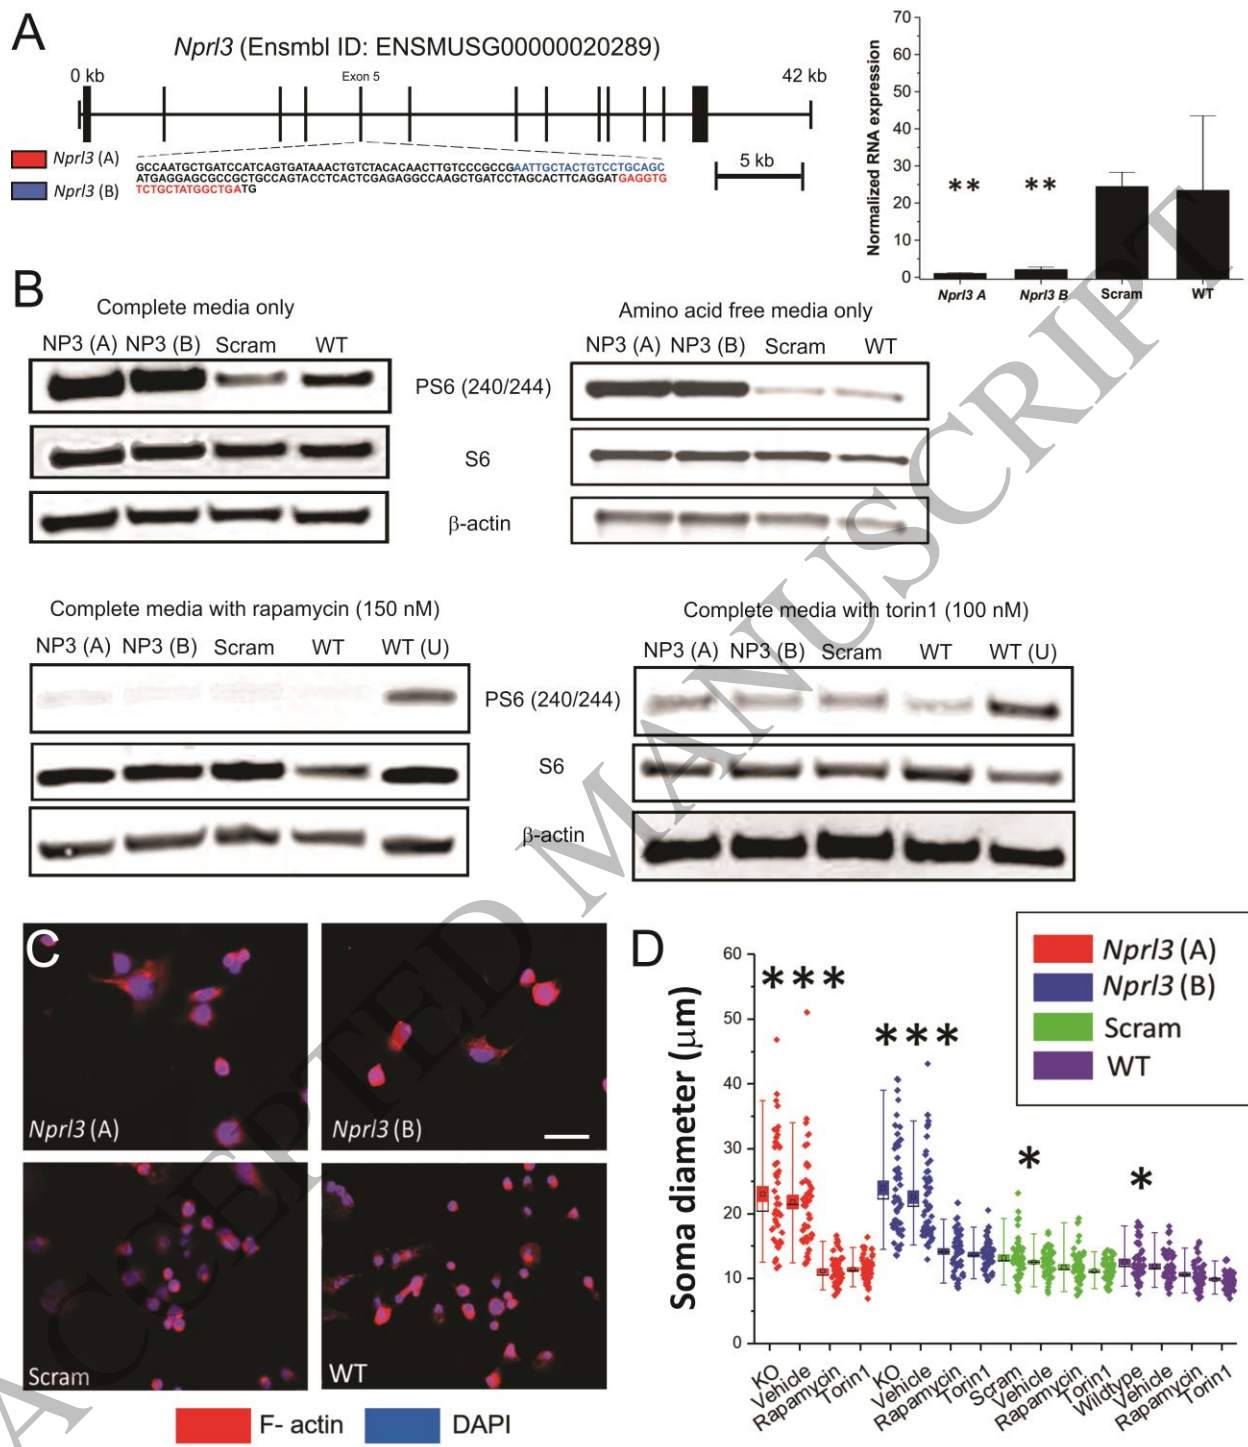 A
Nprl3 (Ensmbl ID: ENSMUSG00000020289)
0 kb
Exon 5
42 kb
Nprl3 (A)
Nprl3 (B)
GCCAATGCTGATCCATCAGTGATAAACTGTCTACACAACTTGTCCCGCCGAATTGCTACTGTCCTGCAGC
ATGAGGAGCGCCGCTGCCAGTACCTCACTCGAGAGGCCAAGCTGATCCTAGCACTTCAGGATGAGGTG
TCTGCTATGGCTGATG
5 kb
Normalized RNA expression
70
60
50
40
30
20
10
0
** **
Nprl3 A Nprl3 B Scram WT
B
Complete media only
NP3 (A) NP3 (B) Scram WT
Amino acid free media only
NP3 (A) NP3 (B) Scram WT
PS6 (240/244)
S6
β-actin
Complete media with rapamycin (150 nM)
NP3 (A) NP3 (B) Scram WT WT (U)
Complete media with torin1 (100 nM)
NP3 (A) NP3 (B) Scram WT WT (U)
PS6 (240/244)
S6
β-actin
C
Nprl3 (A)
Nprl3 (B)
Scram
WT
F- actin DAPI
D
Nprl3 (A)
Nprl3 (B)
Scram
WT
Soma diameter (μm)
60
50
40
30
20
10
0
*** *** * *
KO Vehicle Rapamycin Torin1 KO Vehicle Rapamycin Torin1 Scram Vehicle Rapamycin Torin1 Wildtype Vehicle Rapamycin Torin1
ACCEPTED MANUSCRIPT